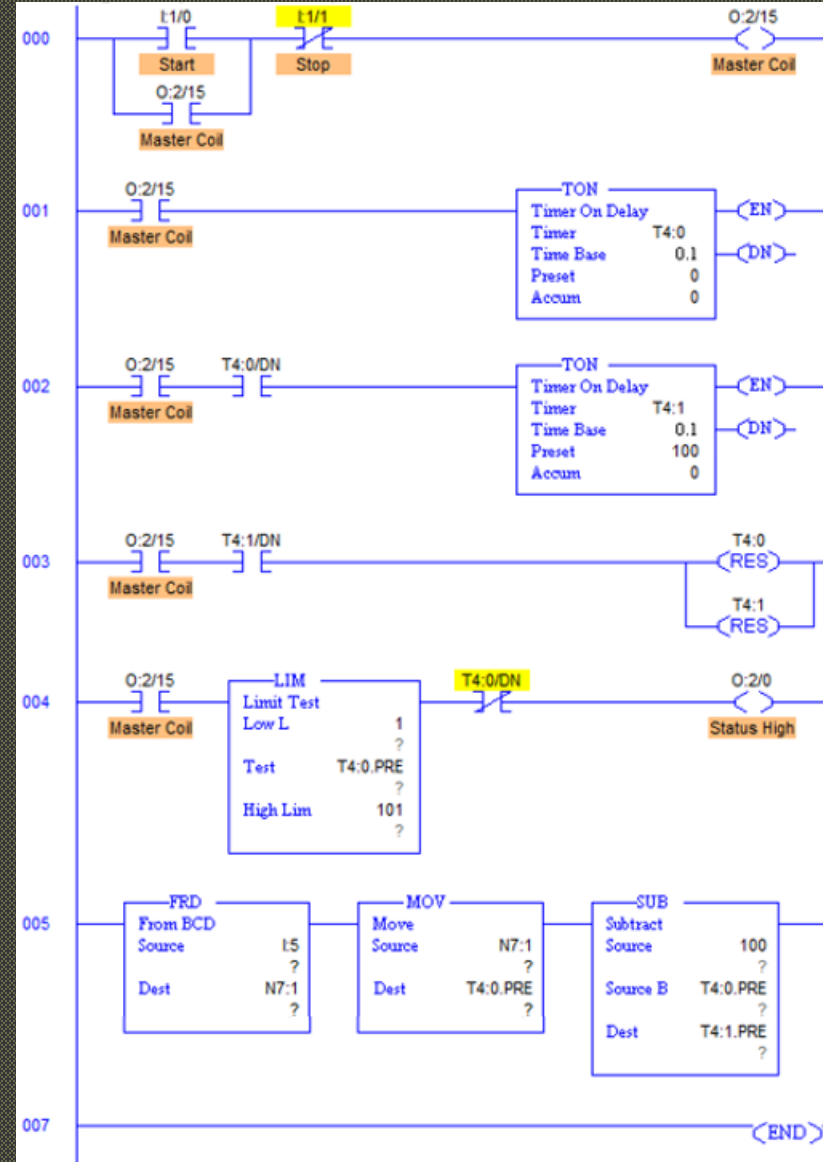 I:1/0 I:1/1 O:2/15
000
Start Stop Master Coil
O:2/15
Master Coil
O:2/15 TON
001 Timer On Delay EN
Master Coil Timer T4:0
Time Base 0.1 DN
Preset 0
Accum 0
O:2/15 T4:0/DN TON
002 Timer On Delay EN
Master Coil Timer T4:1
Time Base 0.1 DN
Preset 100
Accum 0
O:2/15 T4:1/DN T4:0
003 RES
Master Coil T4:1
RES
O:2/15 LIM T4:0/DN O:2/0
004 Limit Test
Master Coil Low L 1 Status High
?
Test T4:0.PRE
?
High Lim 101
?
FRD MOV SUB
005 From BCD Move Subtract
Source I:5 Source N7:1 Source 100
? ? ?
Dest N7:1 Dest T4:0.PRE Source B T4:0.PRE
? ? ?
Dest T4:1.PRE
?
007 END